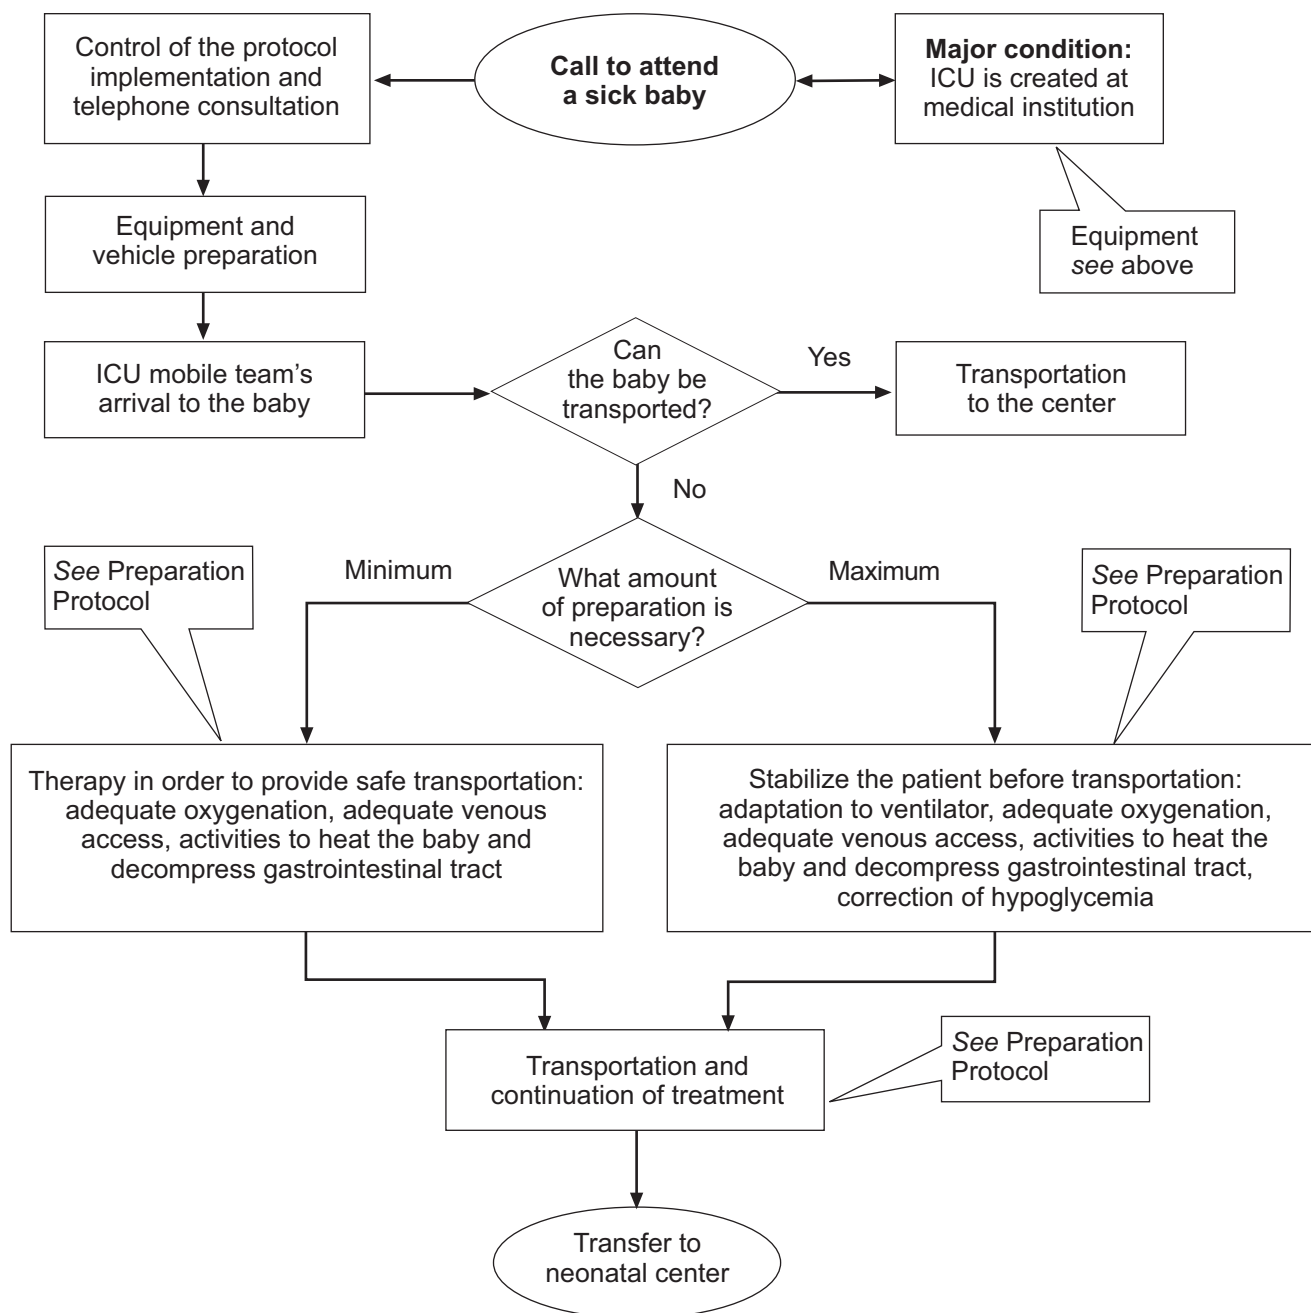 Control of the protocol
implementation and
telephone consultation
Call to attend
a sick baby
Major condition:
ICU is created at
medical institution
Equipment and
vehicle preparation
Equipment
see above
ICU mobile team’s
arrival to the baby
Can
the baby be
transported?
Yes
Transportation
to the center
No
See Preparation
Protocol
Minimum
What amount
of preparation is
necessary?
Maximum
See Preparation
Protocol
Therapy in order to provide safe transportation:
adequate oxygenation, adequate venous
access, activities to heat the baby and
decompress gastrointestinal tract
Stabilize the patient before transportation:
adaptation to ventilator, adequate oxygenation,
adequate venous access, activities to heat the
baby and decompress gastrointestinal tract,
correction of hypoglycemia
Transportation and
continuation of treatment
See Preparation
Protocol
Transfer to
neonatal center